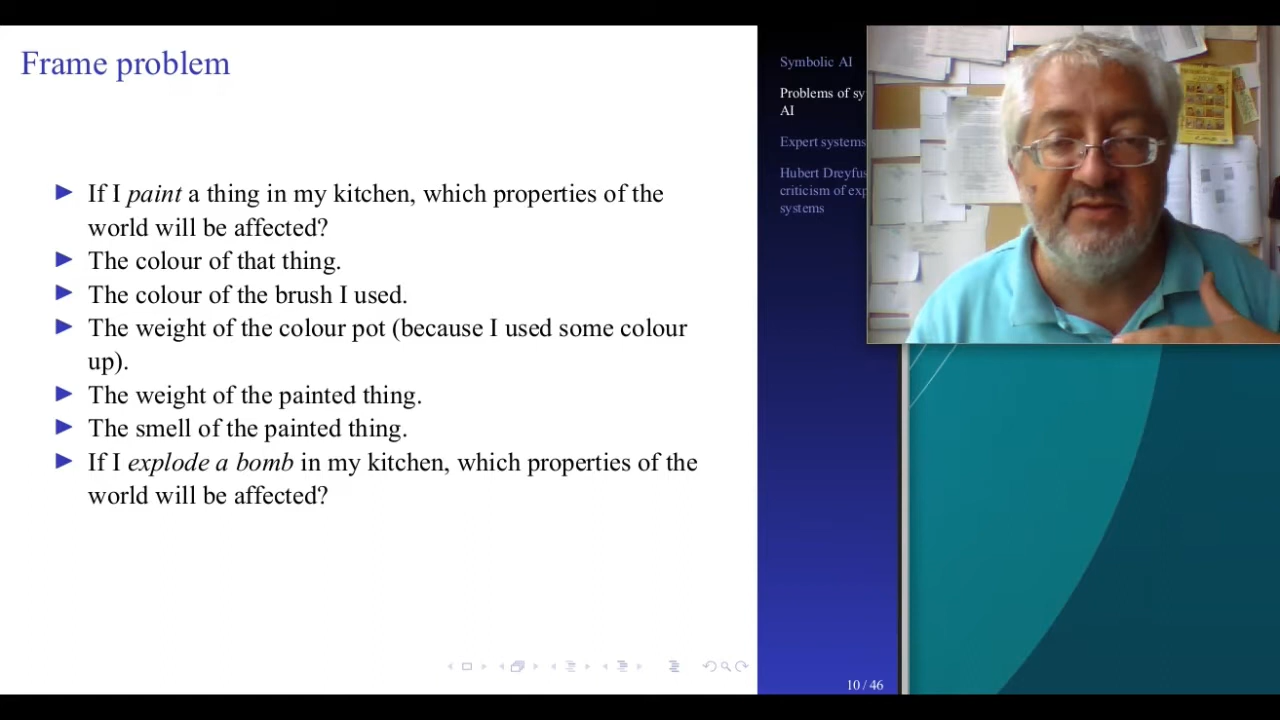 Frame problem
If I paint a thing in my kitchen, which properties of the
world will be affected?
The colour of that thing.
The colour of the brush I used.
The weight of the colour pot (because I used some colour
up).
The weight of the painted thing.
The smell of the painted thing.
If I explode a bomb in my kitchen, which properties of the
world will be affected?
Symbolic AI
Problems of sy
AI
Expert systems
Hubert Dreyfus
criticism of exp
systems
10 / 46